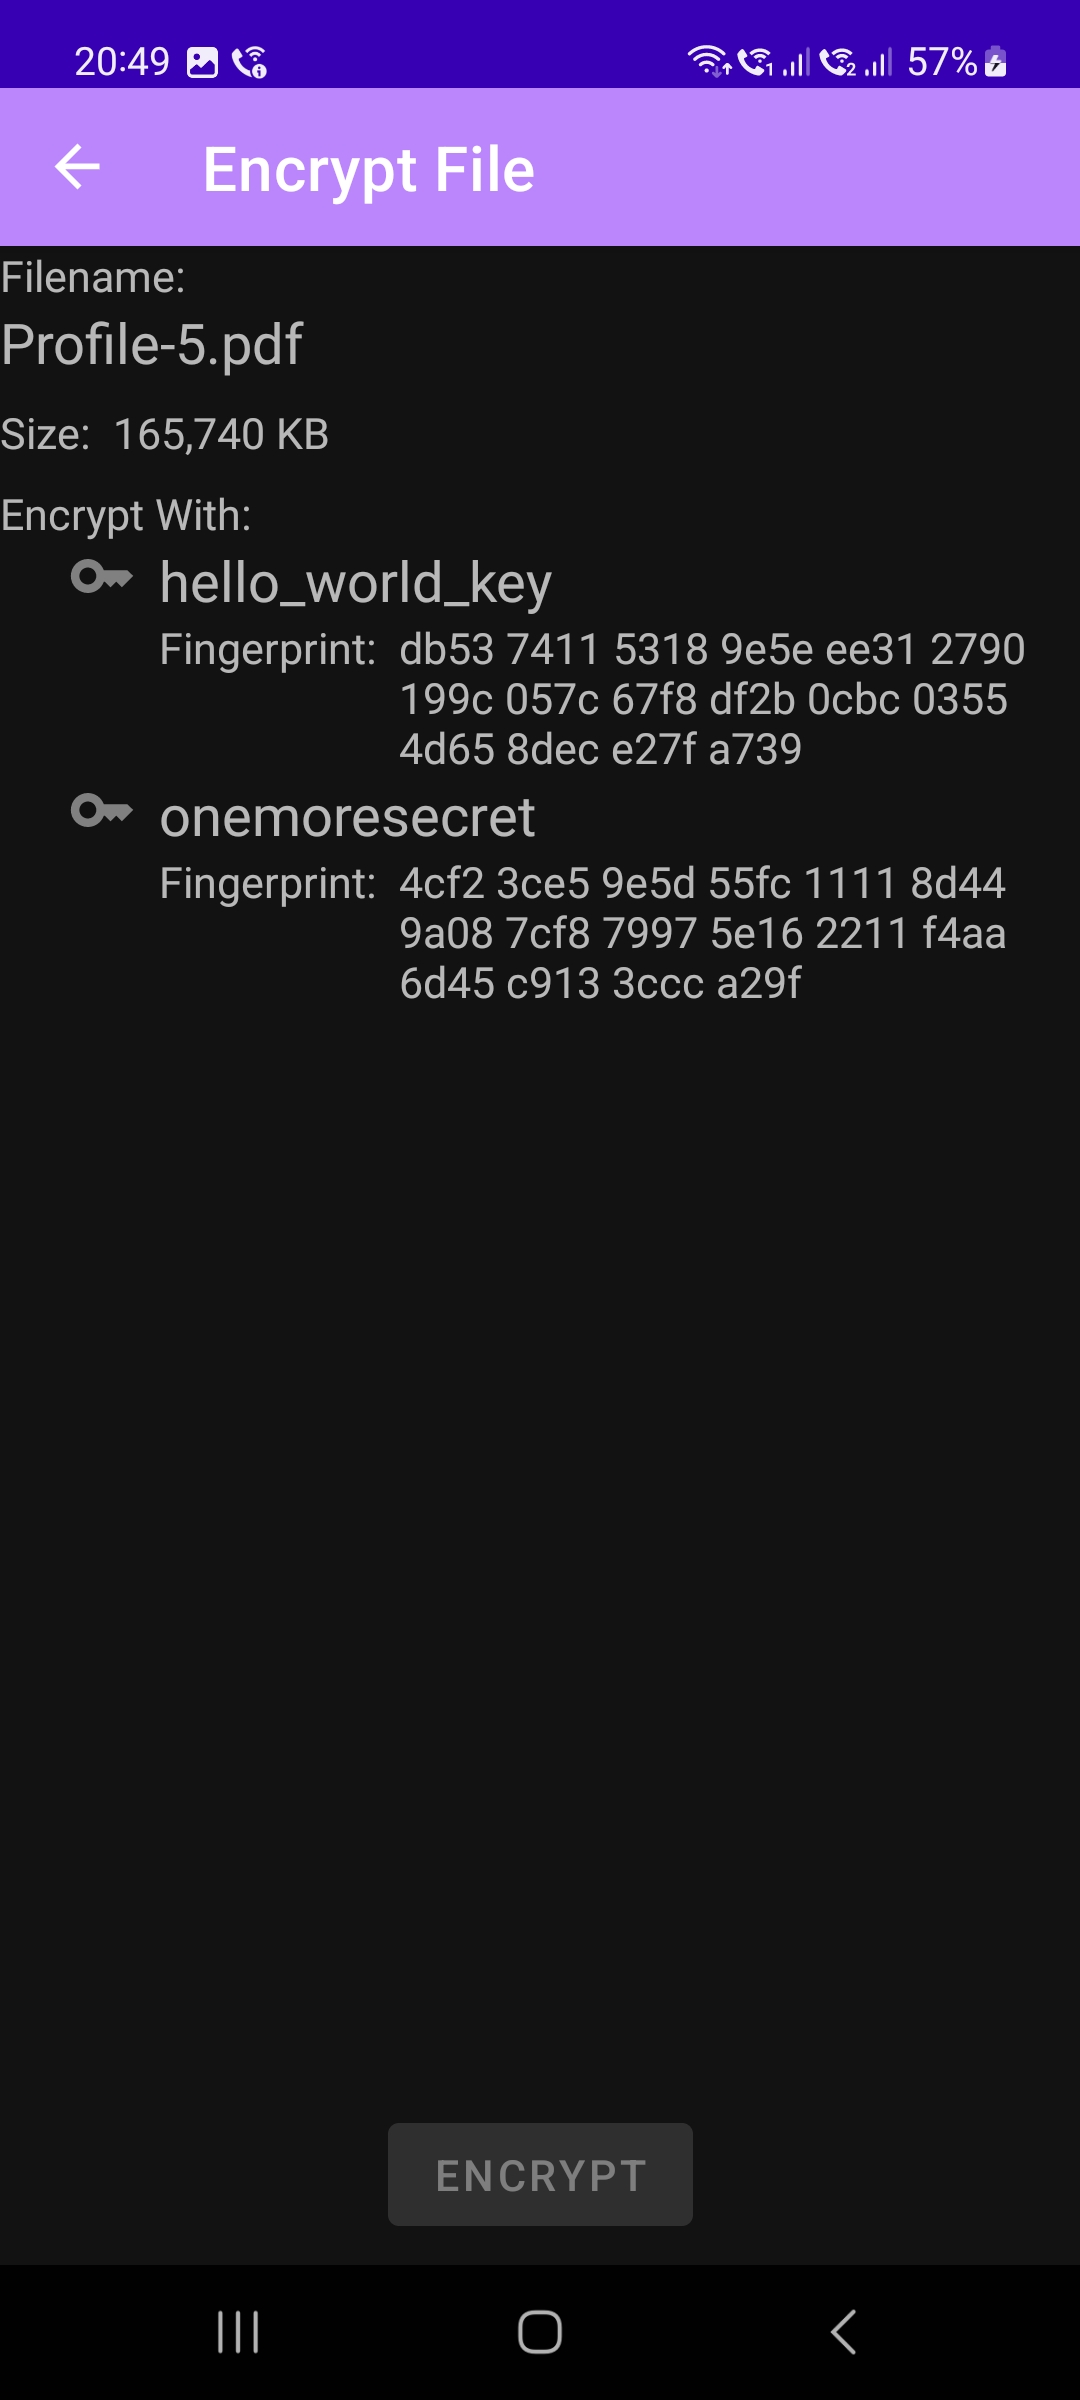 20:49
1 2 57%
Encrypt File
Filename:
Profile-5.pdf
Size: 165,740 KB
Encrypt With:
hello_world_key
Fingerprint: db53 7411 5318 9e5e ee31 2790
199c 057c 67f8 df2b 0cbc 0355
4d65 8dec e27f a739
onemoresecret
Fingerprint: 4cf2 3ce5 9e5d 55fc 1111 8d44
9a08 7cf8 7997 5e16 2211 f4aa
6d45 c913 3ccc a29f
ENCRYPT